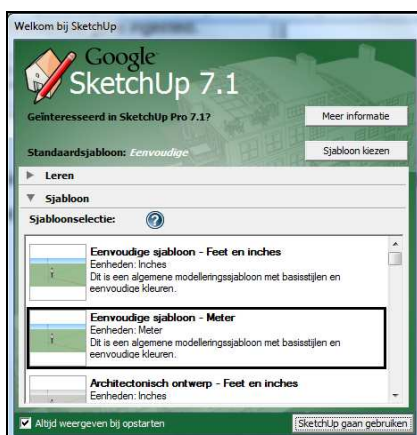 Welkom bij SketchUp
Google
SketchUp 7.1
Geïnteresseerd in SketchUp Pro 7.1?
Meer informatie
Standaardsjabloon: Eenvoudige
Sjabloon kiezen
Leren
Sjabloon
Sjabloonselectie:
Eenvoudige sjabloon - Feet en inches
Eenheden: Inches
Dit is een algemene modelleringssjabloon met basisstijlen en
eenvoudige kleuren.
Eenvoudige sjabloon - Meter
Eenheden: Meter
Dit is een algemene modelleringssjabloon met basisstijlen en
eenvoudige kleuren.
Architectonisch ontwerp - Feet en inches
Eenheden: Inches
Altijd weergeven bij opstarten
SketchUp gaan gebruiken